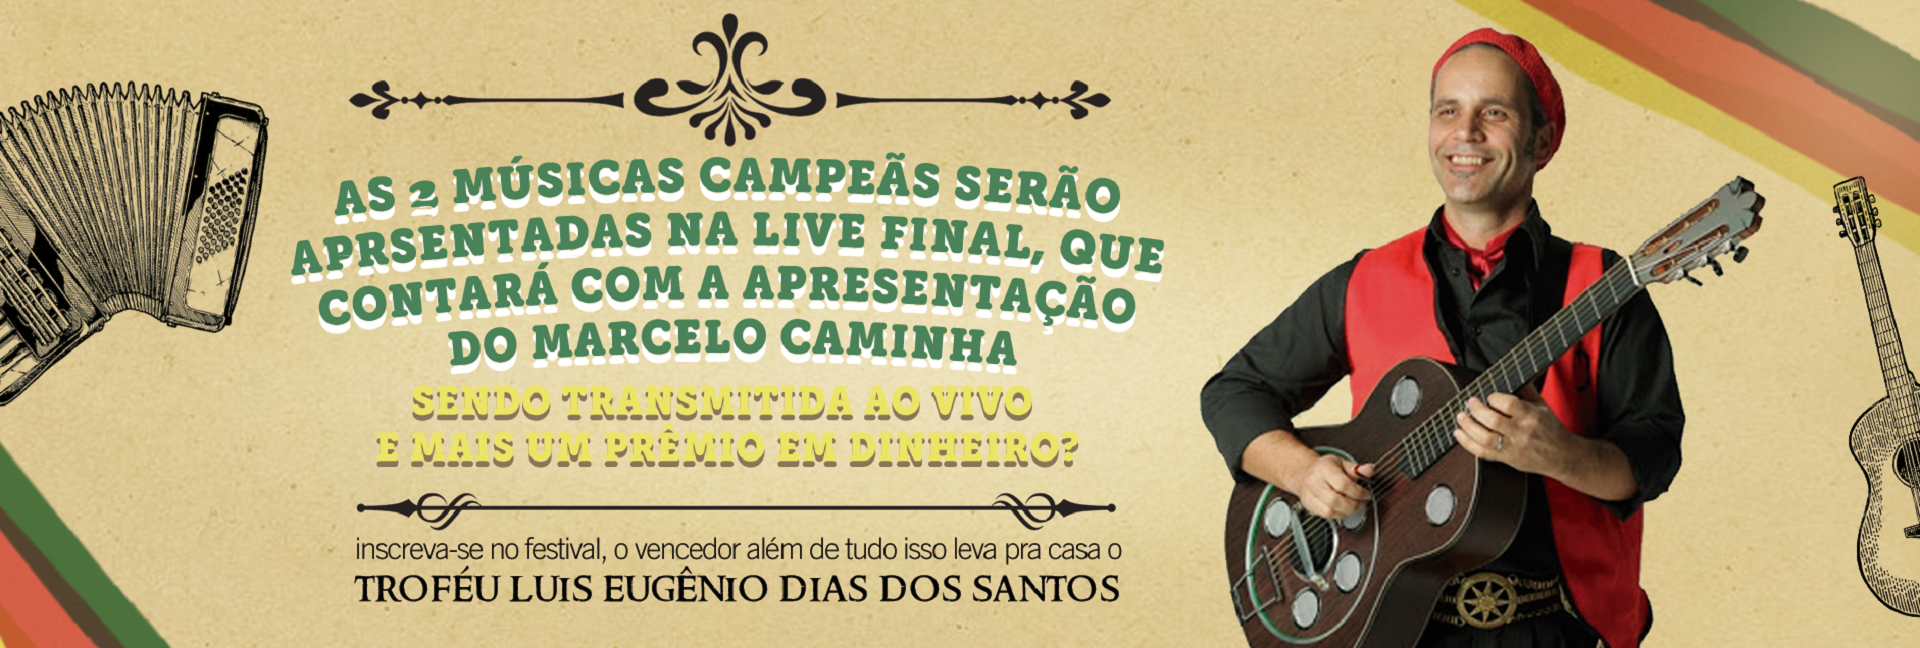 AS 2 MÚSICAS CAMPEÃS SERÃO
APRSENTADAS NA LIVE FINAL, QUE
CONTARÁ COM A APRESENTAÇÃO
DO MARCELO CAMINHA
SENDO TRANSMITIDA AO VIVO
E MAIS UM PRÊMIO EM DINHEIRO?
inscreva-se no festival, o vencedor além de tudo isso leva pra casa o
TROFÉU LUIS EUGÊNIO DIAS DOS SANTOS